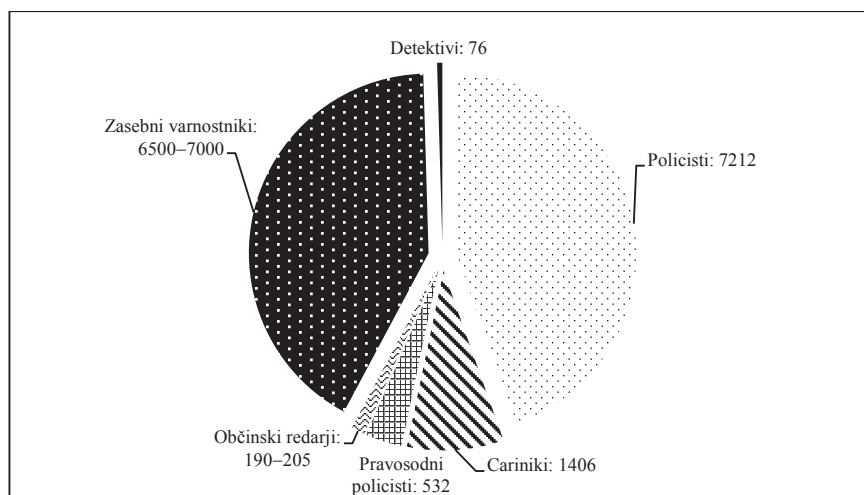 Detektivi: 76
Zasebni varnostniki:
6500–7000
Policisti: 7212
Občinski redarji:
190–205
Pravosodni
policisti: 532
Cariniki: 1406